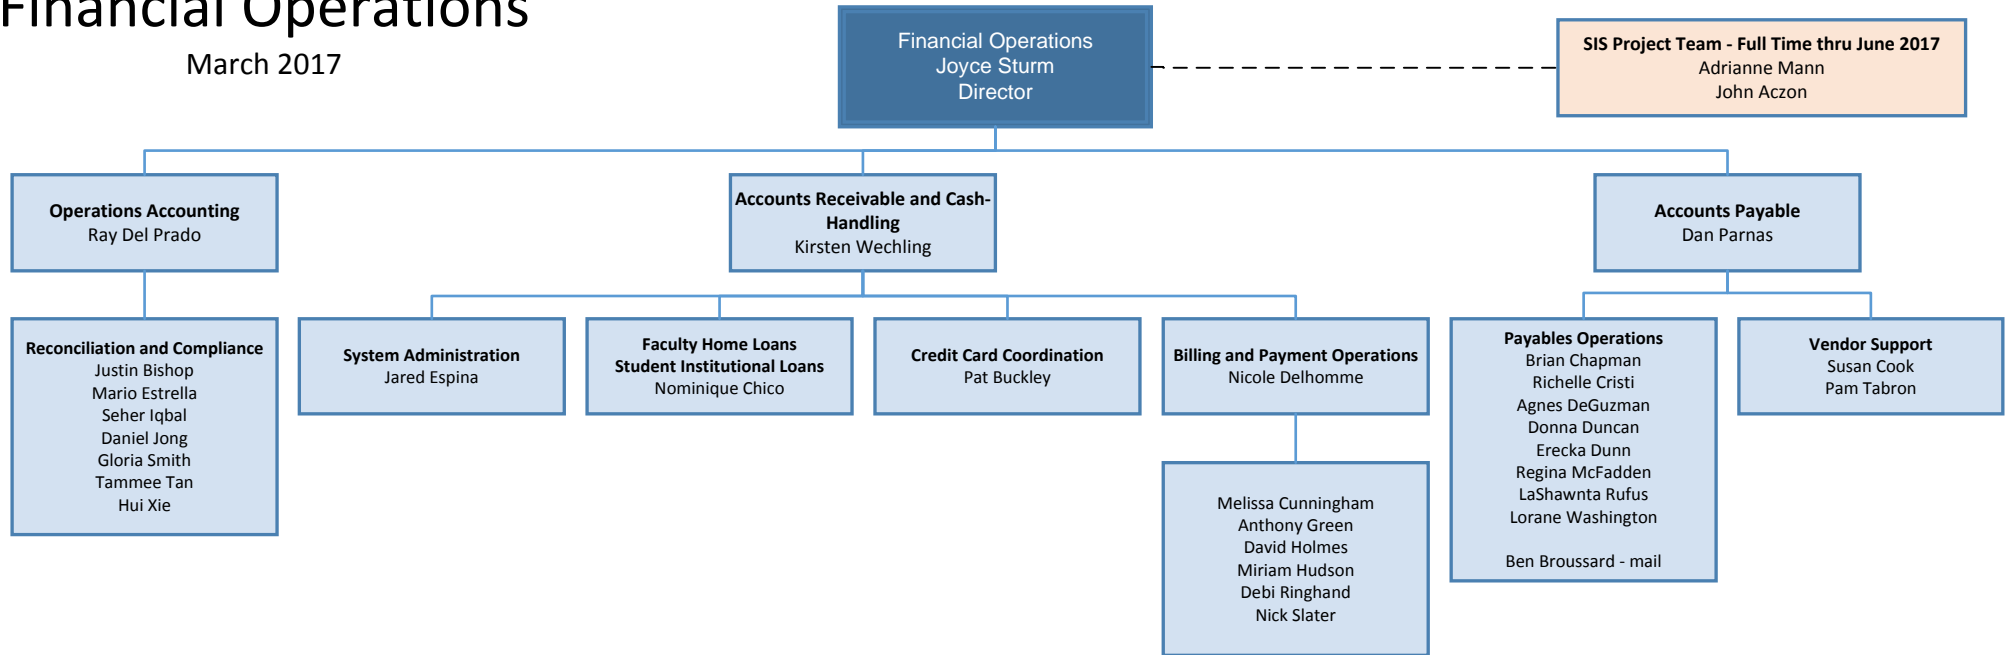 Financial Operations
March 2017
Financial Operations
Joyce Sturm
Director
SIS Project Team - Full Time thru June 2017
Adrianne Mann
John Aczon
Operations Accounting
Ray Del Prado
Accounts Receivable and Cash-
Handling
Kirsten Wechling
Accounts Payable
Dan Parnas
Reconciliation and Compliance
Justin Bishop
Mario Estrella
Seher Iqbal
Daniel Jong
Gloria Smith
Tammee Tan
Hui Xie
System Administration
Jared Espina
Faculty Home Loans
Student Institutional Loans
Nominique Chico
Credit Card Coordination
Pat Buckley
Billing and Payment Operations
Nicole Delhomme
Melissa Cunningham
Anthony Green
David Holmes
Miriam Hudson
Debi Ringhand
Nick Slater
Payables Operations
Brian Chapman
Richelle Cristi
Agnes DeGuzman
Donna Duncan
Erecka Dunn
Regina McFadden
LaShawnta Rufus
Lorane Washington
Ben Broussard - mail
Vendor Support
Susan Cook
Pam Tabron